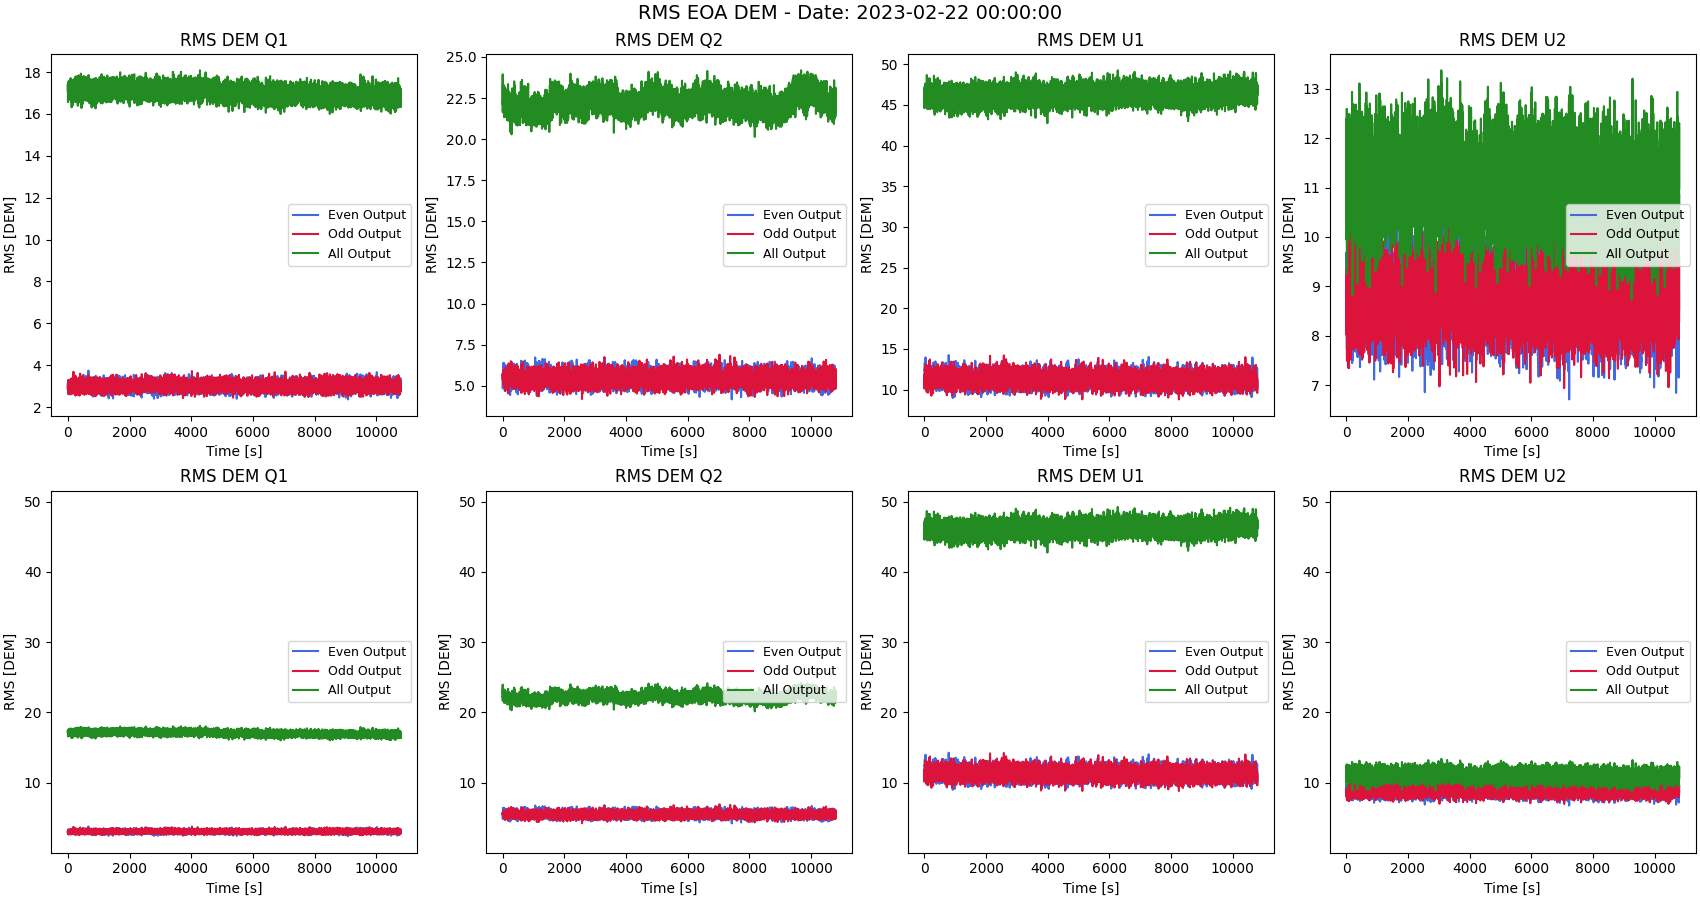 RMS EOA DEM - Date: 2023-02-22 00:00:00
RMS DEM Q1
RMS [DEM]
18
16
14
12
10
8
6
4
2
0 2000 4000 6000 8000 10000
Time [s]
Even Output
Odd Output
All Output
RMS DEM Q2
RMS [DEM]
25.0
22.5
20.0
17.5
15.0
12.5
10.0
7.5
5.0
0 2000 4000 6000 8000 10000
Time [s]
Even Output
Odd Output
All Output
RMS DEM U1
RMS [DEM]
50
45
40
35
30
25
20
15
10
0 2000 4000 6000 8000 10000
Time [s]
Even Output
Odd Output
All Output
RMS DEM U2
RMS [DEM]
13
12
11
10
9
8
7
0 2000 4000 6000 8000 10000
Time [s]
Even Output
Odd Output
All Output
RMS DEM Q1
RMS [DEM]
50
40
30
20
10
0 2000 4000 6000 8000 10000
Time [s]
Even Output
Odd Output
All Output
RMS DEM Q2
RMS [DEM]
50
40
30
20
10
0 2000 4000 6000 8000 10000
Time [s]
Even Output
Odd Output
All Output
RMS DEM U1
RMS [DEM]
50
40
30
20
10
0 2000 4000 6000 8000 10000
Time [s]
Even Output
Odd Output
All Output
RMS DEM U2
RMS [DEM]
50
40
30
20
10
0 2000 4000 6000 8000 10000
Time [s]
Even Output
Odd Output
All Output